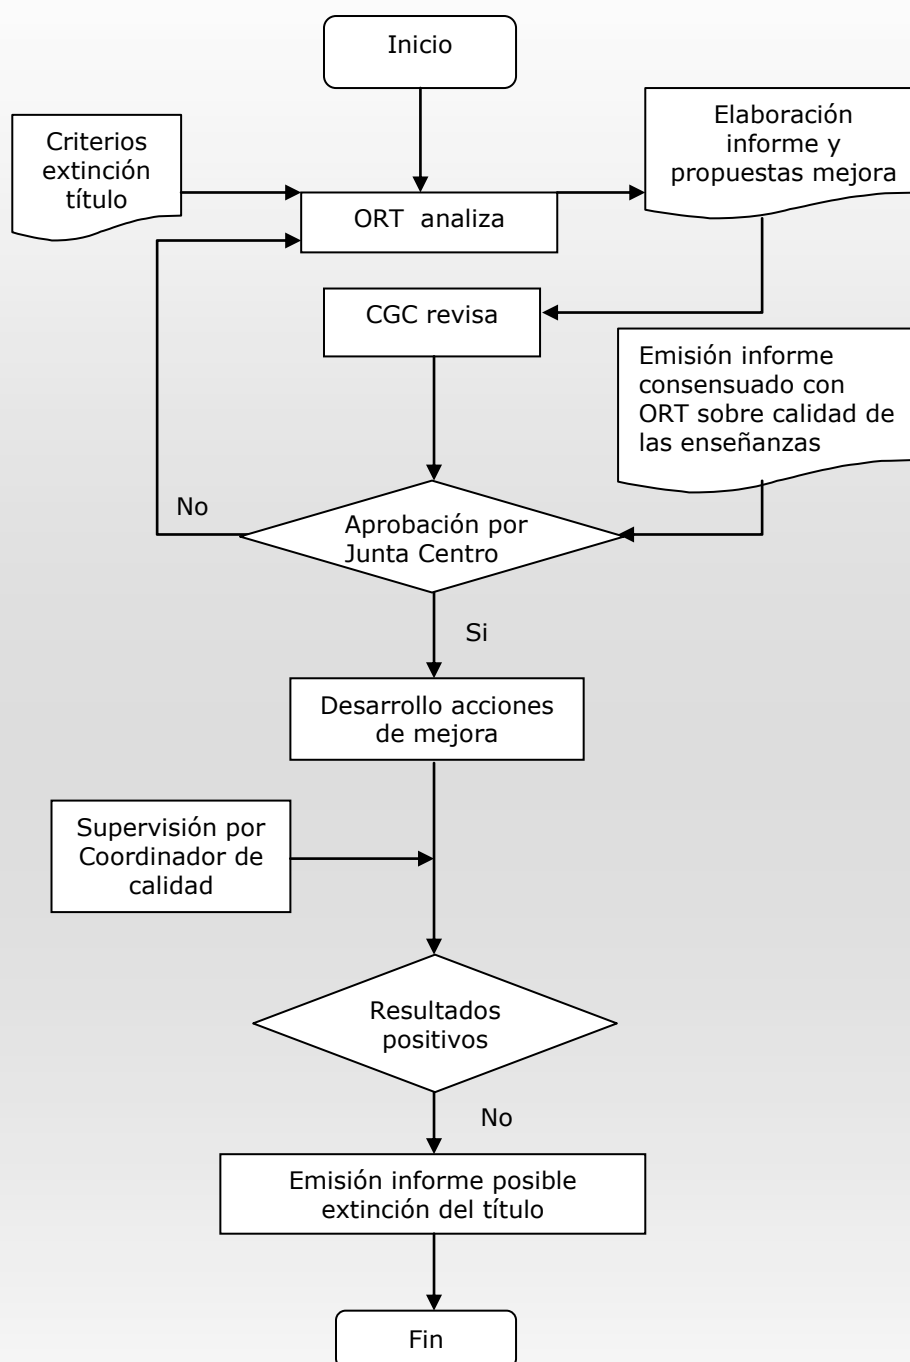 Inicio
Criterios
extinción
título
Elaboración
informe y
propuestas mejora
ORT analiza
CGC revisa
Emisión informe
consensuado con
ORT sobre calidad de
las enseñanzas
No
Aprobación por
Junta Centro
Si
Desarrollo acciones
de mejora
Supervisión por
Coordinador de
calidad
Resultados
positivos
No
Emisión informe posible
extinción del título
Fin